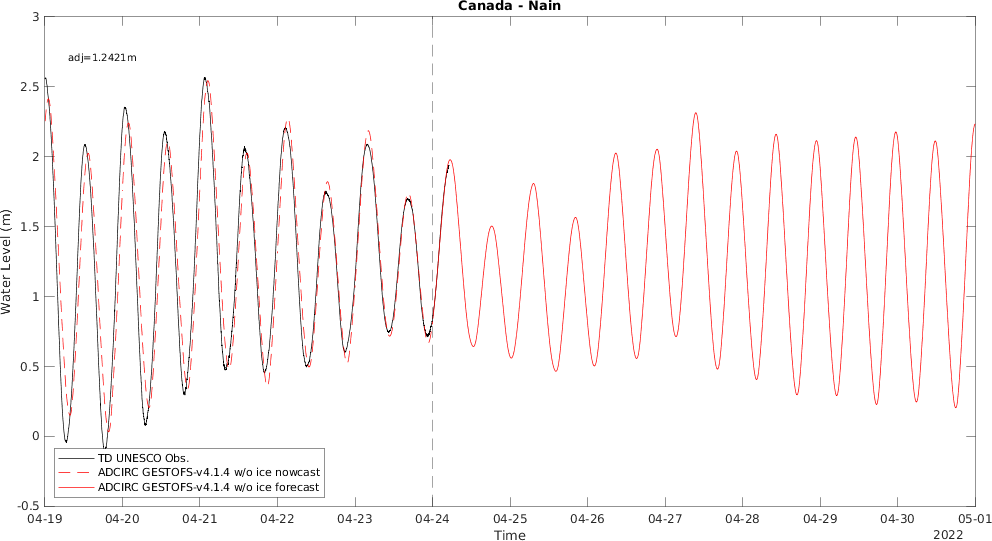 Canada - Nain
adj=1.2421m
Water Level (m)
3
2.5
2
1.5
1
0.5
0
-0.5
TD UNESCO Obs.
ADCIRC GESTOFS-v4.1.4 w/o ice nowcast
ADCIRC GESTOFS-v4.1.4 w/o ice forecast
04-19 04-20 04-21 04-22 04-23 04-24 04-25 04-26 04-27 04-28 04-29 04-30 05-01
Time
2022